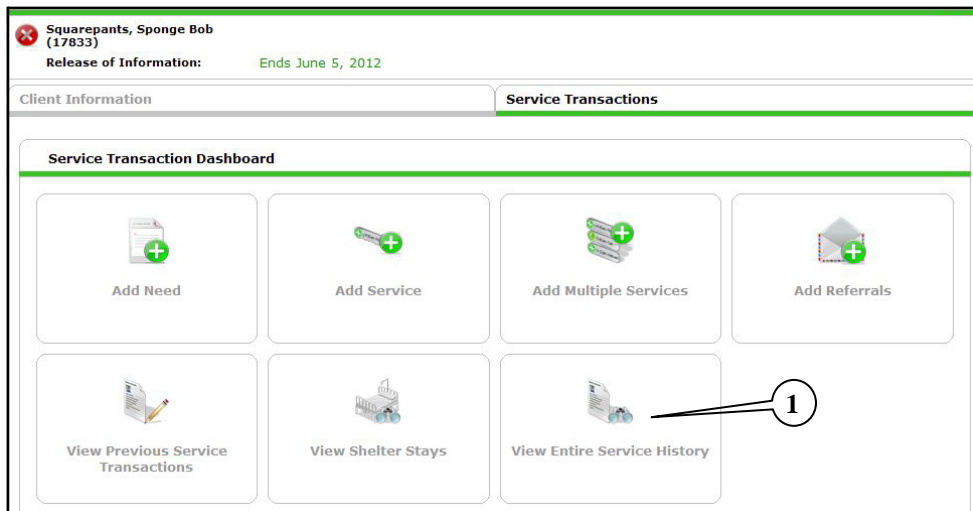 Squarepants, Sponge Bob
(17833)
Release of Information: Ends June 5, 2012
Client Information Service Transactions
Service Transaction Dashboard
Add Need Add Service Add Multiple Services Add Referrals
1
View Previous Service
Transactions
View Shelter Stays View Entire Service History